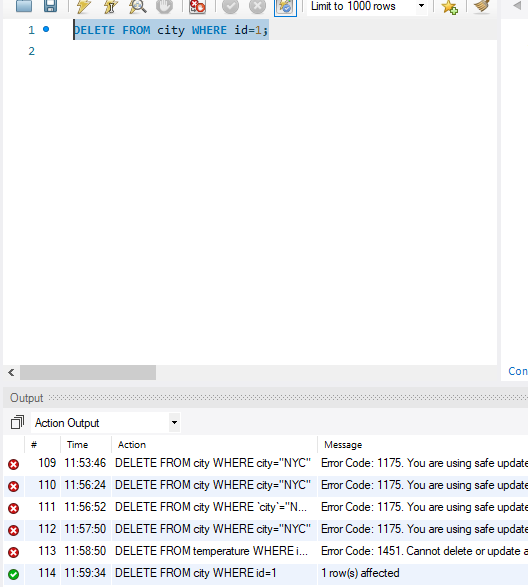 Limit to 1000 rows
1 DELETE FROM city WHERE id=1;
2
Con
Output
Action Output
# Time Action Message
109 11:53:46 DELETE FROM city WHERE city="NYC" Error Code: 1175. You are using safe update
110 11:56:24 DELETE FROM city WHERE city="NYC" Error Code: 1175. You are using safe update
111 11:56:52 DELETE FROM city WHERE `city`="N... Error Code: 1175. You are using safe update
112 11:57:50 DELETE FROM city WHERE city="NYC" Error Code: 1175. You are using safe update
113 11:58:50 DELETE FROM temperature WHERE i... Error Code: 1451. Cannot delete or update a
114 11:59:34 DELETE FROM city WHERE id=1 1 row(s) affected